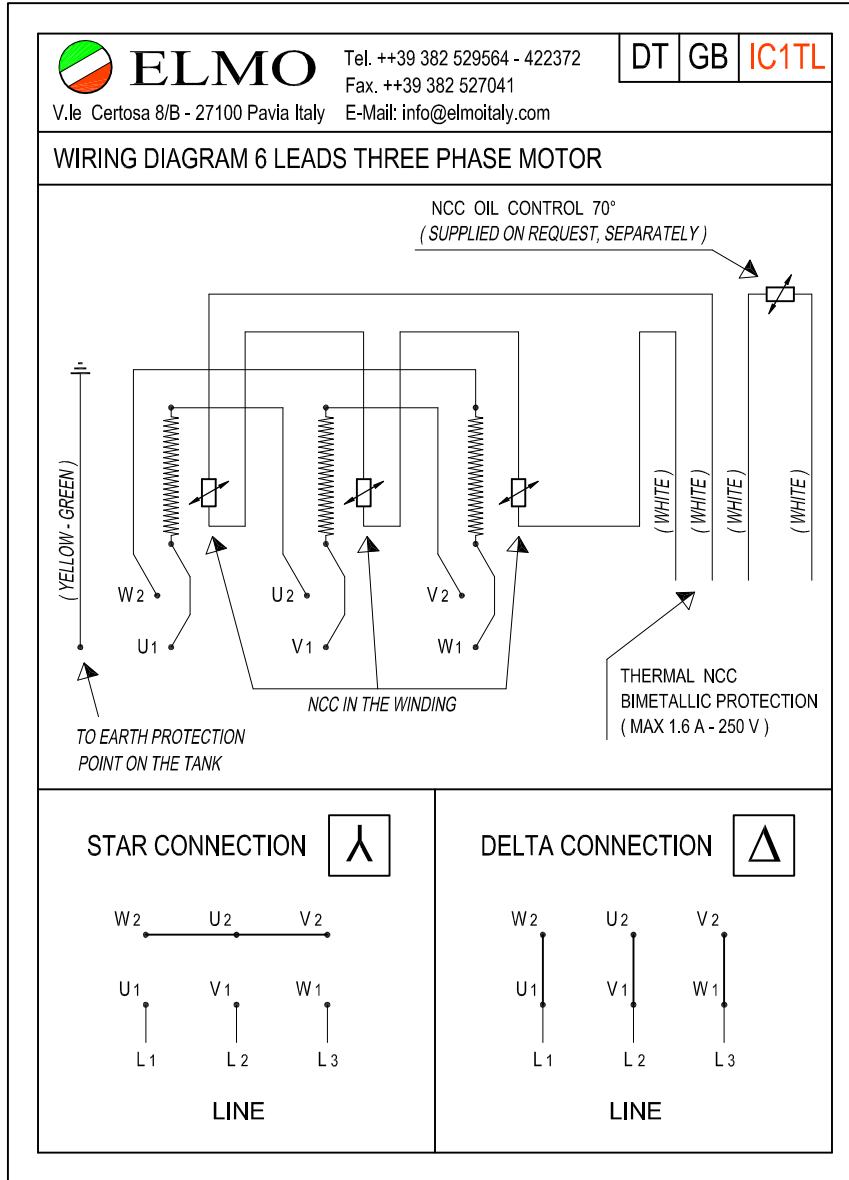 ELMO
Tel. ++39 382 529564 - 422372
Fax. ++39 382 527041
V.le Certosa 8/B - 27100 Pavia Italy
E-Mail: info@elmoitaly.com
DT GB IC1TL
WIRING DIAGRAM 6 LEADS THREE PHASE MOTOR
NCC OIL CONTROL 70°
( SUPPLIED ON REQUEST, SEPARATELY )
( YELLOW - GREEN )
( WHITE )
( WHITE )
( WHITE )
( WHITE )
W2 U2 V2
U1 V1 W1
NCC IN THE WINDING
THERMAL NCC
BIMETALLIC PROTECTION
( MAX 1.6 A - 250 V )
TO EARTH PROTECTION
POINT ON THE TANK
STAR CONNECTION
W2 U2 V2
U1 V1 W1
L1 L2 L3
LINE
DELTA CONNECTION Δ
W2 U2 V2
U1 V1 W1
L1 L2 L3
LINE